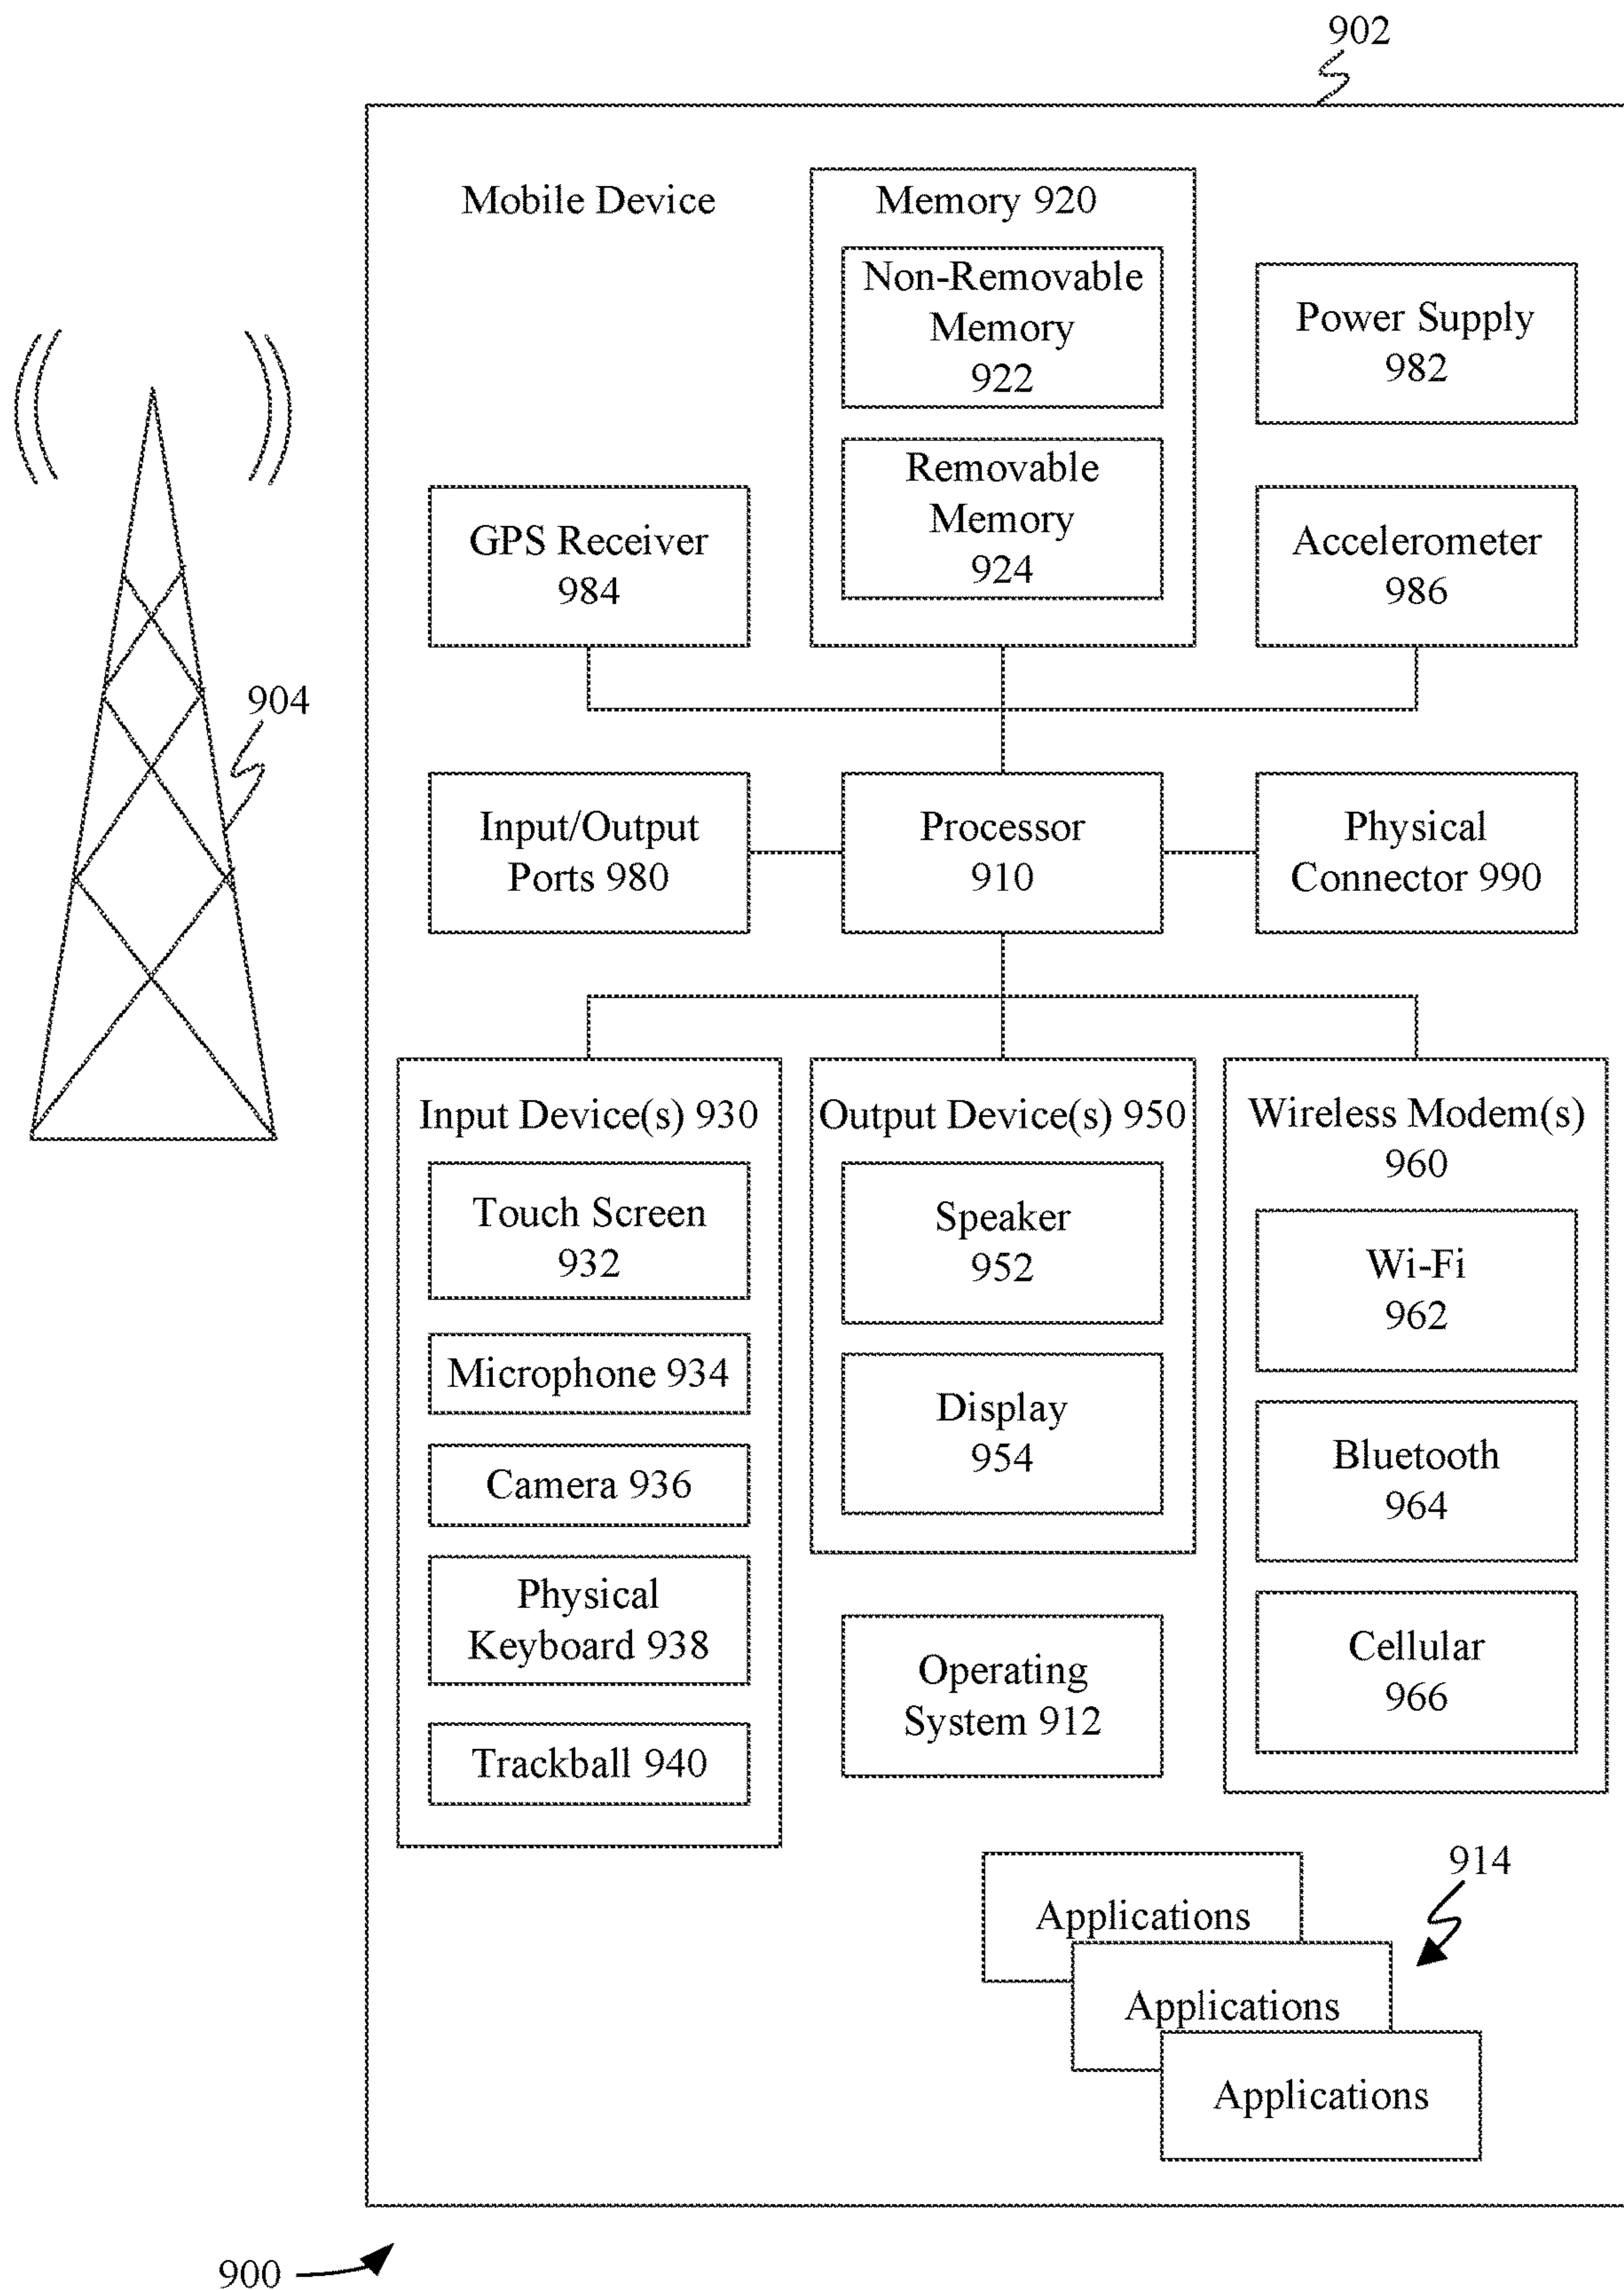 902
Mobile Device
Memory 920
Non-Removable
Memory
922
Power Supply
982
Removable
Memory
924
GPS Receiver
984
Accelerometer
986
904
Input/Output
Ports 980
Processor
910
Physical
Connector 990
Input Device(s) 930
Touch Screen
932
Microphone 934
Camera 936
Physical
Keyboard 938
Trackball 940
Output Device(s) 950
Speaker
952
Display
954
Wireless Modem(s)
960
Wi-Fi
962
Bluetooth
964
Cellular
966
Operating
System 912
914
Applications
Applications
Applications
900